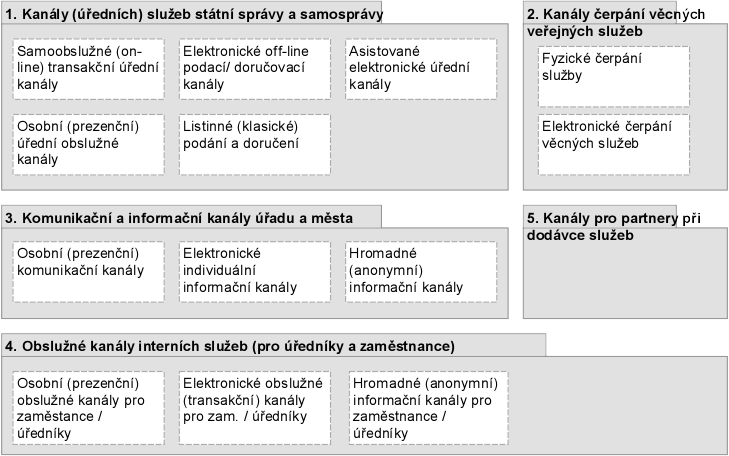 1. Kanály (úředních) služeb státní správy a samosprávy
Samoobslužné (on-
line) transakční úřední
kanály
Elektronické off-line
podací/ doručovací
kanály
Asistované
elektronické úřední
kanály
Osobní (prezenční)
úřední obslužné
kanály
Listinné (klasické)
podání a doručení
2. Kanály čerpání věcných
veřejných služeb
Fyzické čerpání
služby
Elektronické čerpání
věcných služeb
3. Komunikační a informační kanály úřadu a města
Osobní (prezenční)
komunikační kanály
Elektronické
individuální
informační kanály
Hromadné
(anonymní)
informační kanály
5. Kanály pro partnery při
dodávce služeb
4. Obslužné kanály interních služeb (pro úředníky a zaměstnance)
Osobní (prezenční)
obslužné kanály pro
zaměstance /
úředníky
Elektronické obslužné
(transakční) kanály
pro zam. / úředníky
Hromadné (anonymní)
informační kanály pro
zaměstnance /
úředníky